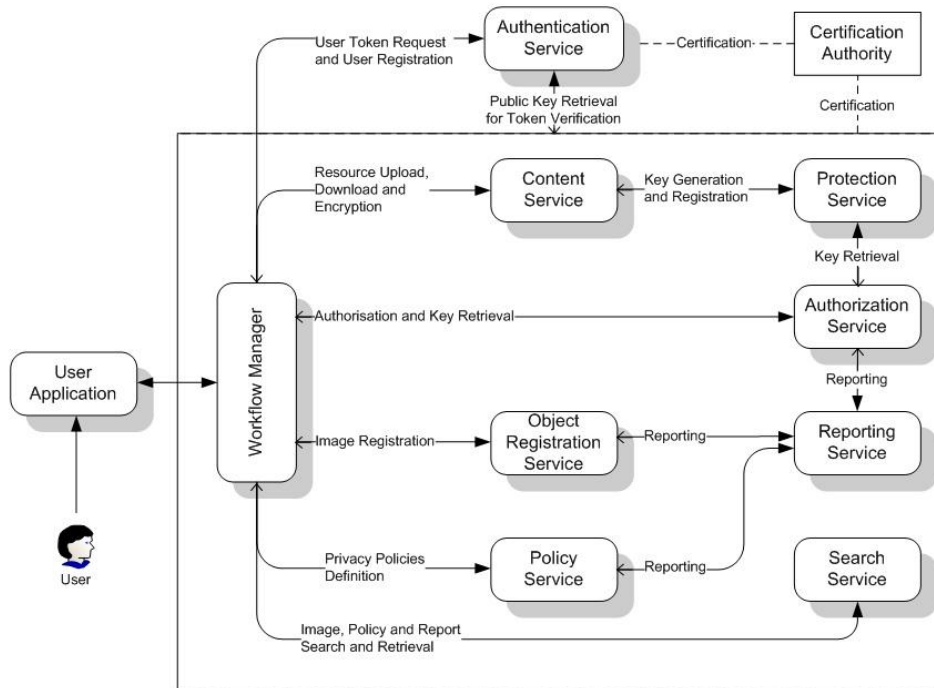 User Token Request
and User Registration
Authentication
Service
Certification
Certification
Authority
Public Key Retrieval
for Token Verification
Certification
Resource Upload,
Download and
Encryption
Content
Service
Key Generation
and Registration
Protection
Service
Key Retrieval
Workflow Manager
Authorisation and Key Retrieval
Authorization
Service
User
Application
Reporting
Image Registration
Object
Registration
Service
Reporting
Reporting
Service
User
Privacy Policies
Definition
Policy
Service
Reporting
Search
Service
Image, Policy and Report
Search and Retrieval